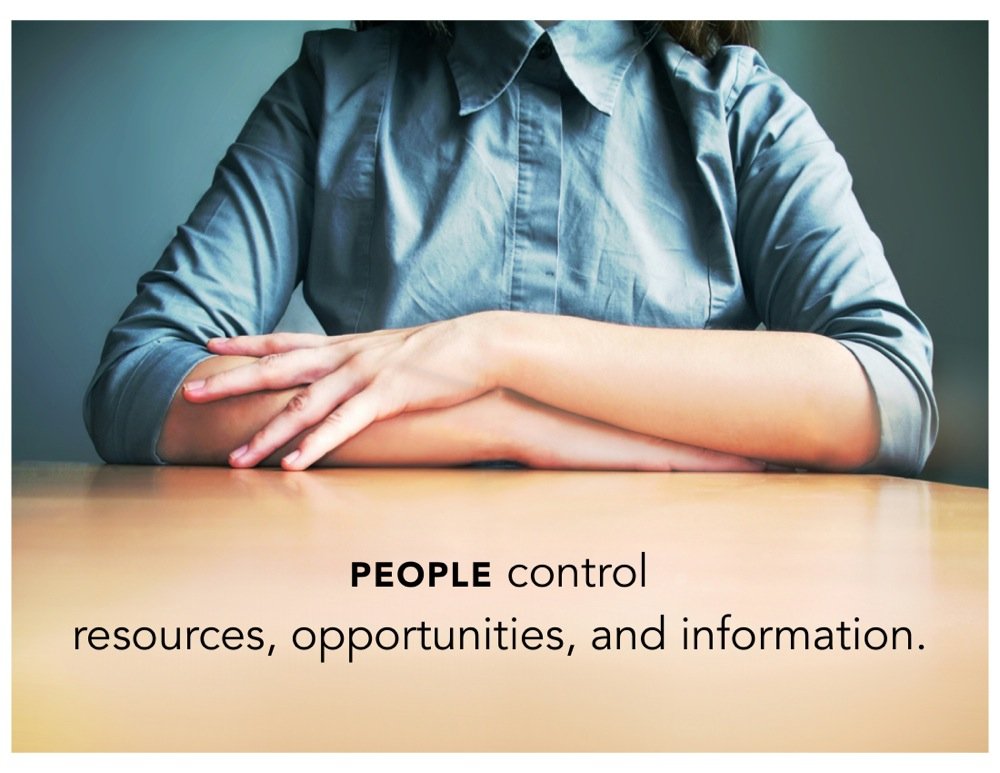 PEOPLE control
resources, opportunities, and information.